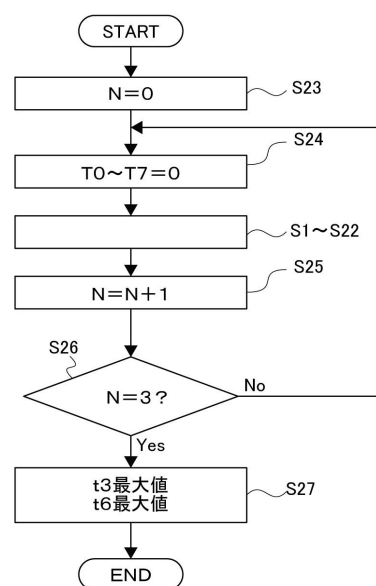 START
N=0
S23
S24
T0～T7=0
S1～S22
S25
N=N+1
S26
N=3?
No
Yes
t3最大値
t6最大値
S27
END